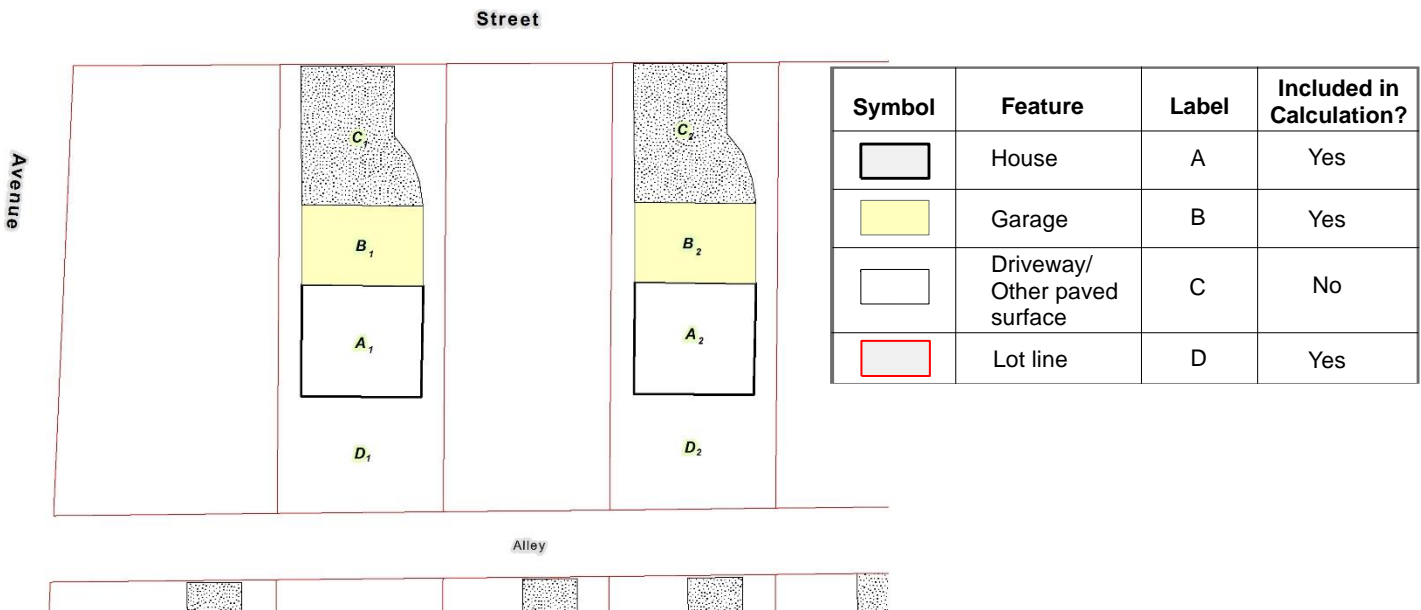 Street
Avenue
C1
C2
B1
B2
A1
A2
D1
D2
Alley
Symbol Feature Label Included in Calculation?
House A Yes
Garage B Yes
Driveway/
Other paved
surface C No
Lot line D Yes